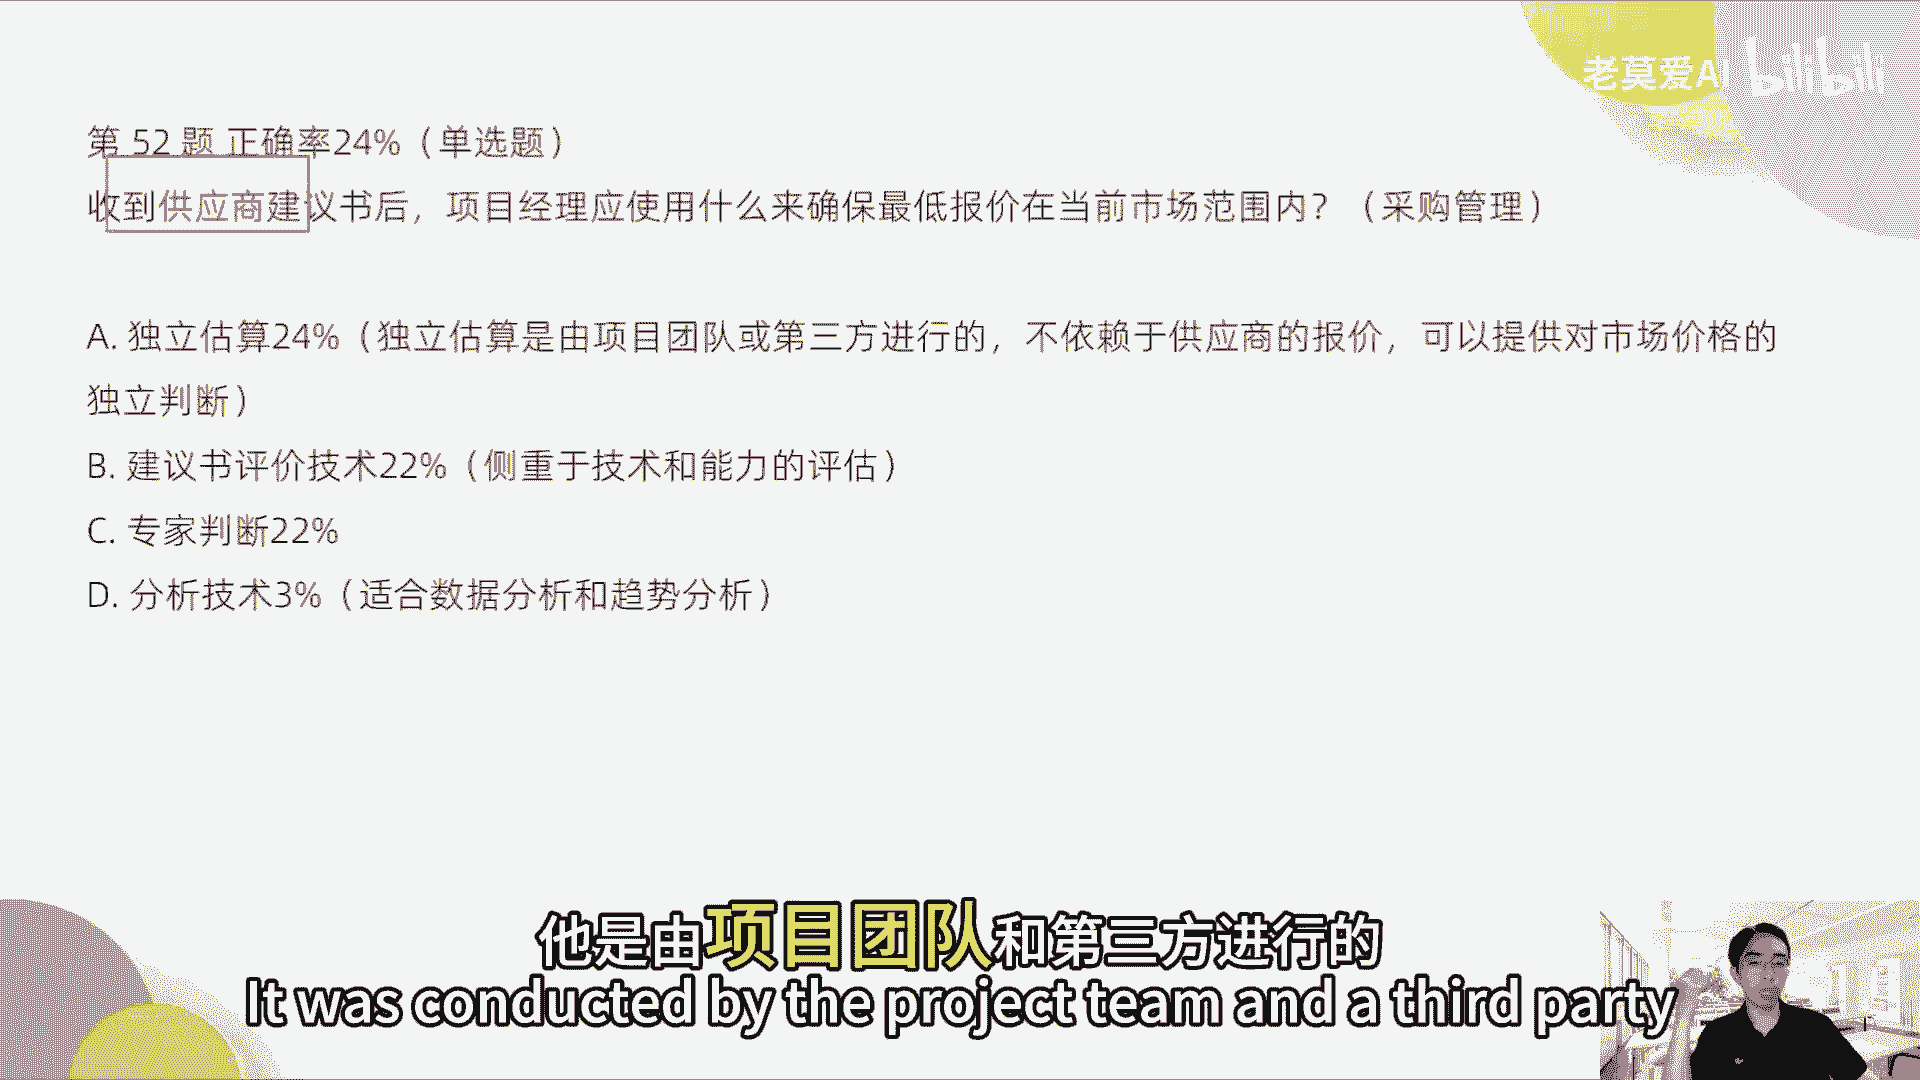 老莫爱AI bilibili
第 52 题 正确率24%（单选题）
收到供应商建议书后，项目经理应使用什么来确保最低报价在当前市场范围内？（采购管理）
A. 独立估算24%（独立估算是由项目团队或第三方进行的，不依赖于供应商的报价，可以提供对市场价格的
独立判断）
B. 建议书评价技术22%（侧重于技术和能力的评估）
C. 专家判断22%
D. 分析技术3%（适合数据分析和趋势分析）
他是由项目团队和第三方进行的
It was conducted by the project team and a third party